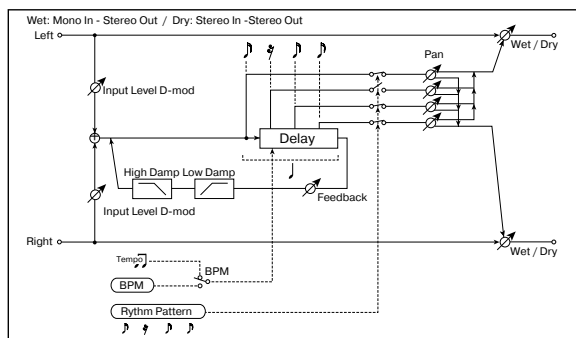 Wet: Mono In - Stereo Out / Dry: Stereo In -Stereo Out
Left
Wet / Dry
Pan
Input Level D-mod
Delay
High Damp Low Damp
Feedback
Input Level D-mod
Right
Wet / Dry
Tempo
BPM
BPM
Rythm Pattern